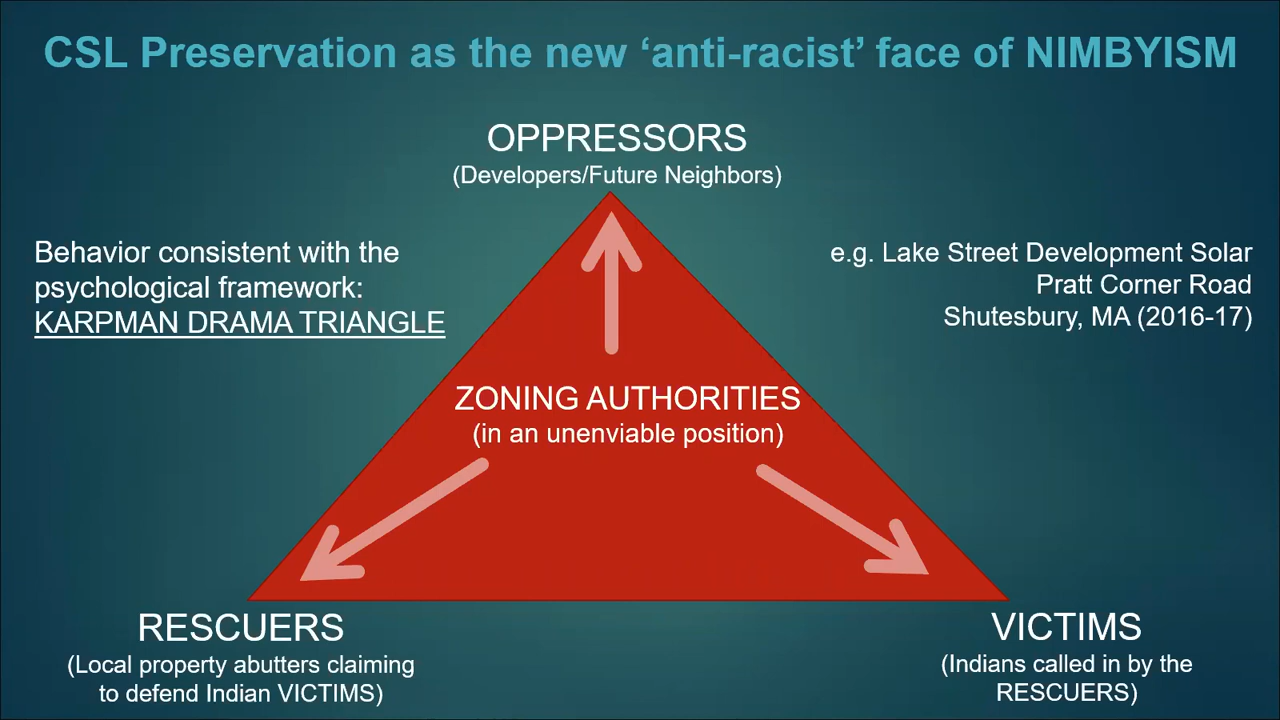 CSL Preservation as the new ‘anti-racist’ face of NIMBYISM
OPPRESSORS
(Developers/Future Neighbors)
Behavior consistent with the
psychological framework:
KARPMAN DRAMA TRIANGLE
e.g. Lake Street Development Solar
Pratt Corner Road
Shutesbury, MA (2016-17)
ZONING AUTHORITIES
(in an unenviable position)
RESCUERS
(Local property abutters claiming
to defend Indian VICTIMS)
VICTIMS
(Indians called in by the
RESCUERS)